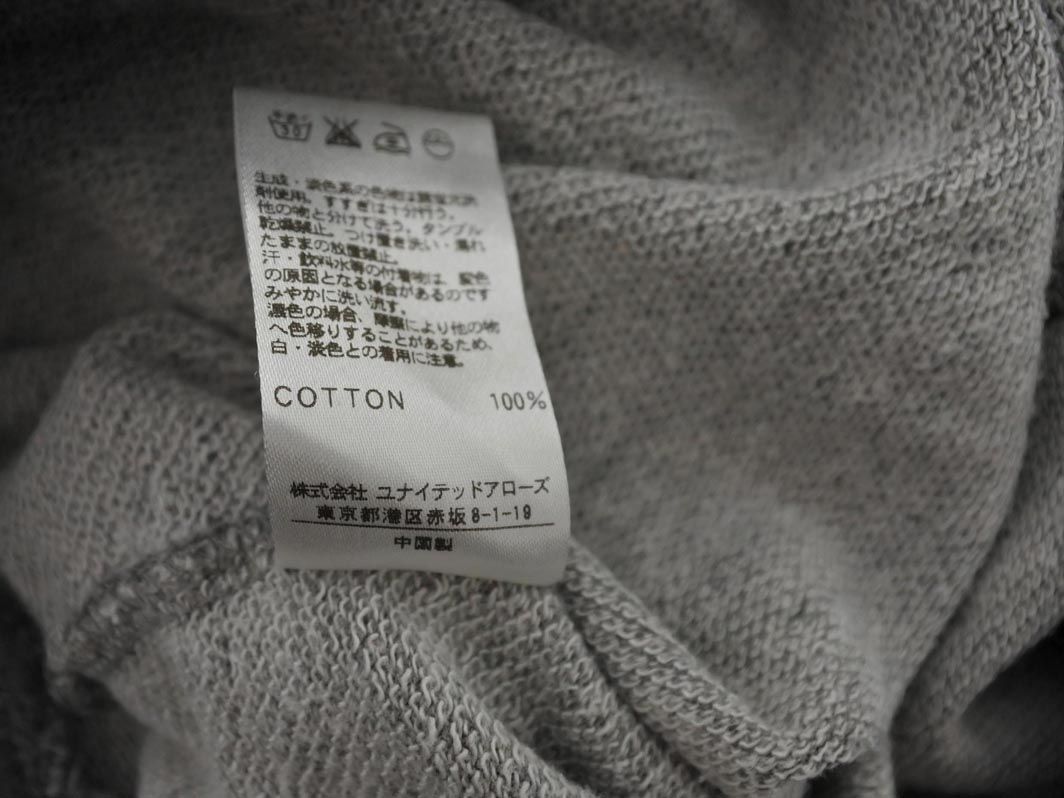 生成・淡色系の色物は蛍光洗
剤使用、すすぎは十分行う。
他の物と分けて洗う。タンブル
乾燥禁止。つけ置き洗い・濡れ
たままの放置禁止。
汗・飲料水等の付着物は、変色
の原因となる場合があるのです
みやかに洗い流す。
濃色の場合、摩擦により他の物
へ色移りすることがあるため、
白・淡色との着用に注意。
COTTON 100%
株式会社 ユナイテッドアローズ
東京都港区赤坂8-1-19
中国製